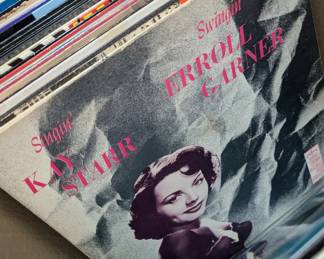 Singin'
KAY
STARR
Swingin'
ERROLL
GARNER